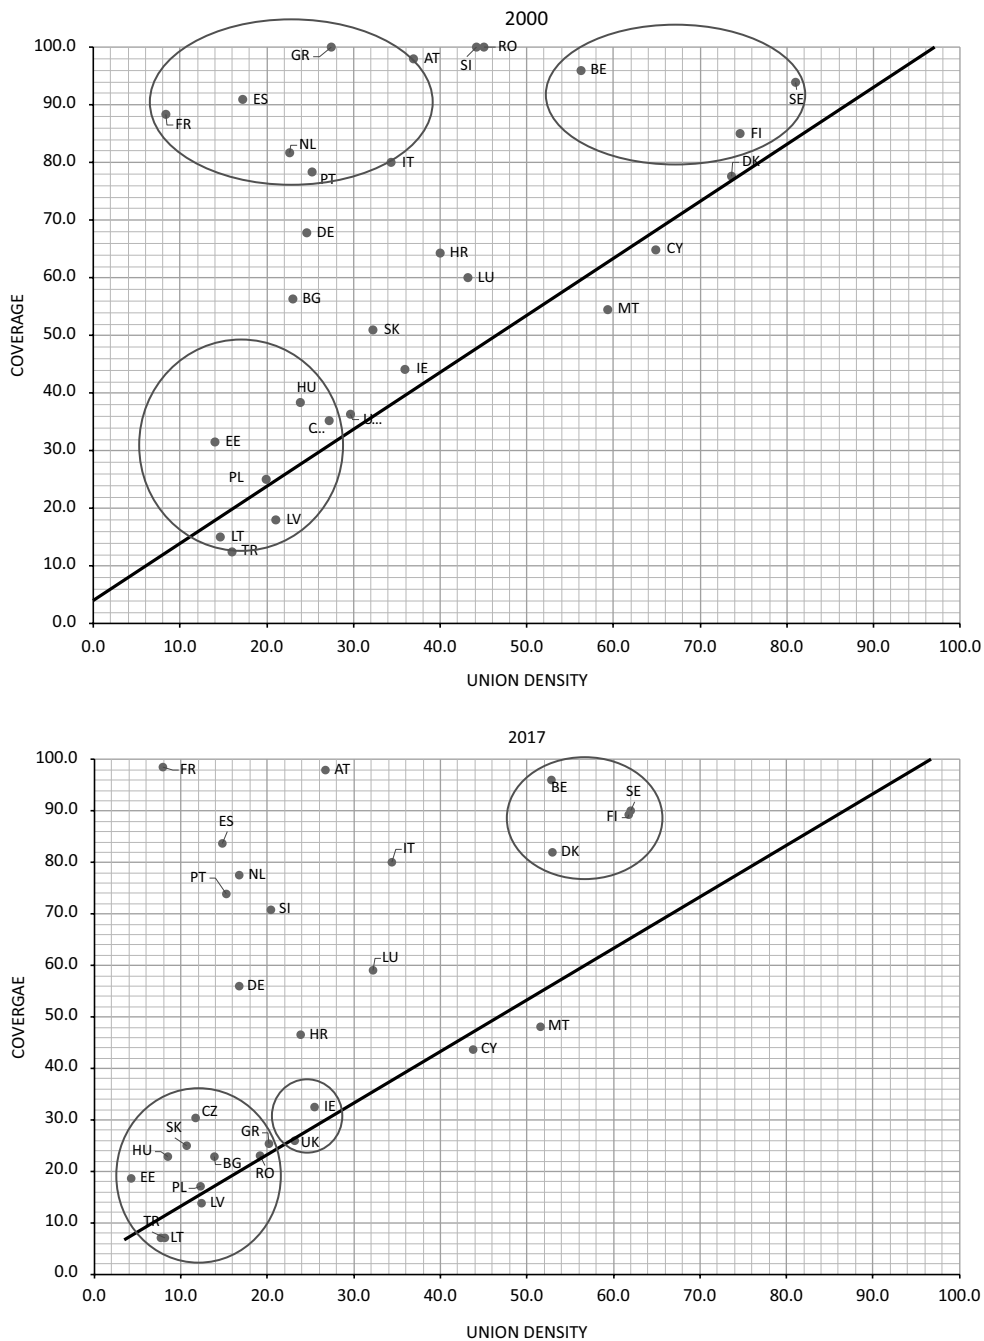 2000
100.0
90.0
80.0
70.0
60.0
50.0
40.0
30.0
20.0
10.0
0.0
COVERAGE
GR
AT
SI
RO
BE
SE
ES
FR
FI
NL
IT
DK
PT
DE
HR
CY
LU
BG
MT
SK
IE
HU
U...
C...
EE
PL
LV
LT
TR
0.0 10.0 20.0 30.0 40.0 50.0 60.0 70.0 80.0 90.0 100.0
UNION DENSITY
2017
100.0
90.0
80.0
70.0
60.0
50.0
40.0
30.0
20.0
10.0
0.0
COVERGAE
FR
AT
BE
SE
FI
ES
IT
DK
PT
NL
SI
LU
DE
HR
MT
CY
IE
CZ
SK
GR
UK
HU
BG
RO
EE
PL
LV
TR
LT
0.0 10.0 20.0 30.0 40.0 50.0 60.0 70.0 80.0 90.0 100.0
UNION DENSITY